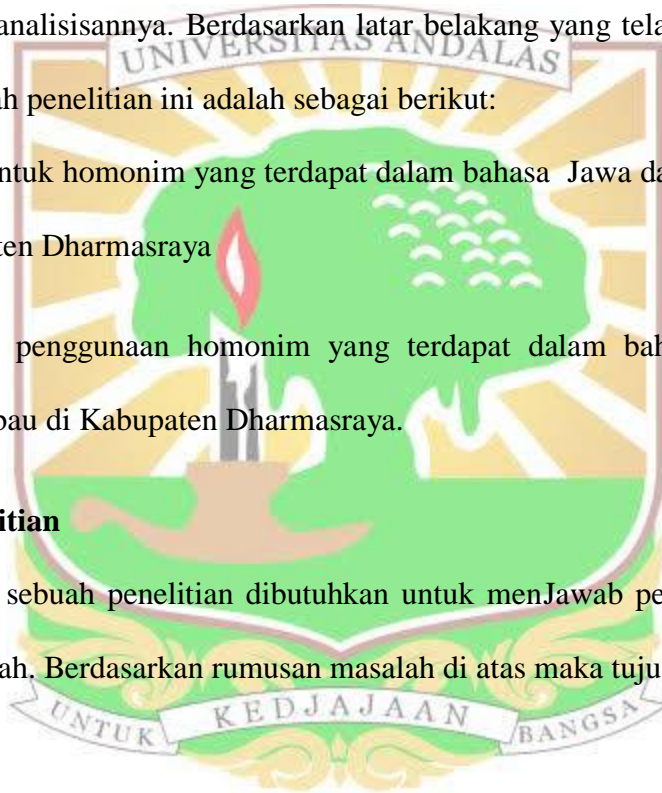 analisisannya. Berdasarkan latar belakang yang tela
UNIVERSITAS ANDALAS
ah penelitian ini adalah sebagai berikut:
ntuk homonim yang terdapat dalam bahasa Jawa da
ten Dharmasraya
penggunaan homonim yang terdapat dalam bah
bau di Kabupaten Dharmasraya.
itian
sebuah penelitian dibutuhkan untuk menJawab pe
ah. Berdasarkan rumusan masalah di atas maka tuju
UNTUK KEDJAJAAN BANGSA